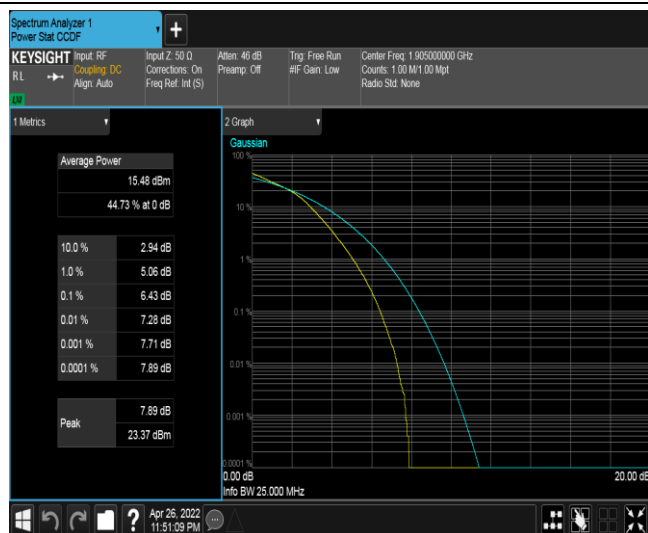 Spectrum Analyzer 1
Power Stat CCDF
+
KEYSIGHT
RL
LXI
Input: RF
Coupling: DC
Align: Auto
Input Z: 50 Ω
Corrections: On
Freq Ref: Int (S)
Atten: 46 dB
Preamp: Off
Trig: Free Run
#IF Gain: Low
Center Freq: 1.905000000 GHz
Counts: 1.00 M/1.00 Mpt
Radio Std: None
1 Metrics
Average Power
15.48 dBm
44.73 % at 0 dB
10.0 % 2.94 dB
1.0 % 5.06 dB
0.1 % 6.43 dB
0.01 % 7.28 dB
0.001 % 7.71 dB
0.0001 % 7.89 dB
Peak
7.89 dB
23.37 dBm
2 Graph
Gaussian
100 %
10 %
1 %
0.1 %
0.01 %
0.001 %
0.0001 %
0.00 dB
20.00 dB
Info BW 25.000 MHz
?
Apr 26, 2022
11:51:09 PM